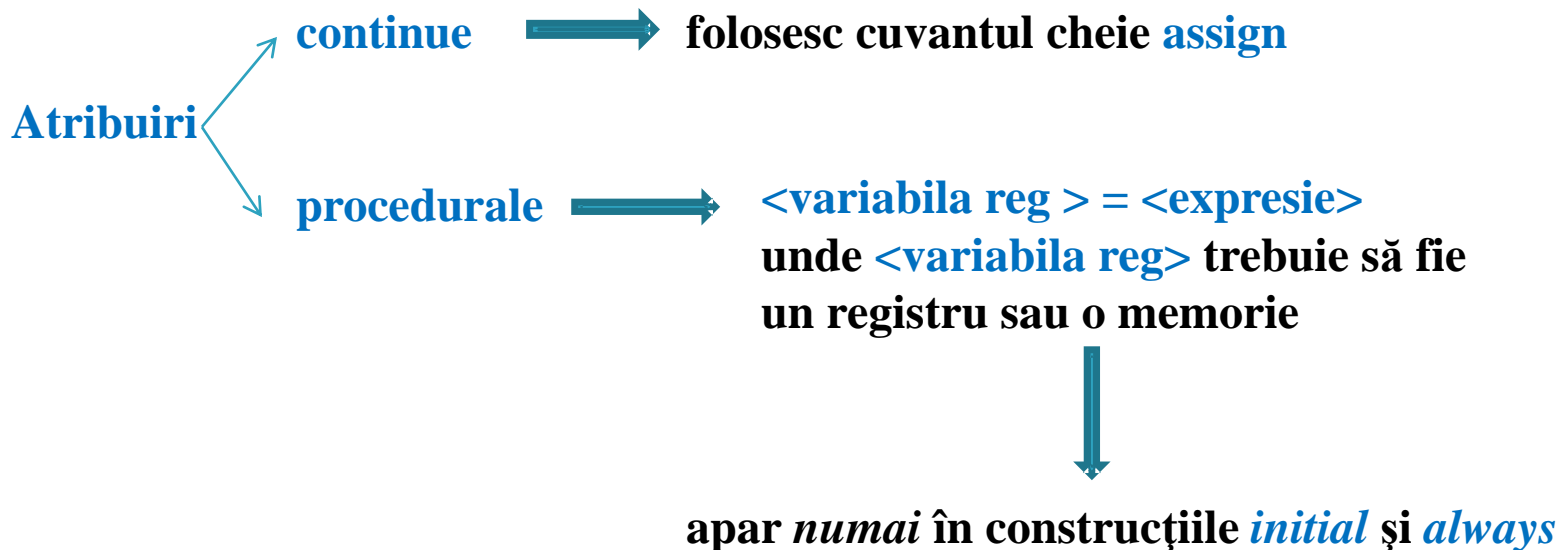 continue folosesc cuvantul cheie assign
Atribuiri
procedurale <variabila reg > = <expresie>
unde <variabila reg> trebuie să fie
un registru sau o memorie
apar numai în construcţiile initial şi always